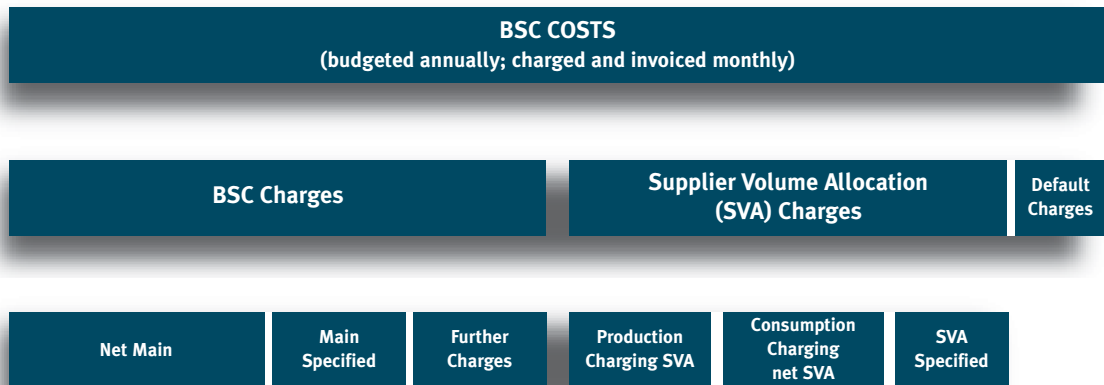 BSC COSTS
(budgeted annually; charged and invoiced monthly)
BSC Charges
Supplier Volume Allocation
(SVA) Charges
Default
Charges
Net Main
Main
Specified
Further
Charges
Production
Charging SVA
Consumption
Charging
net SVA
SVA
Specified